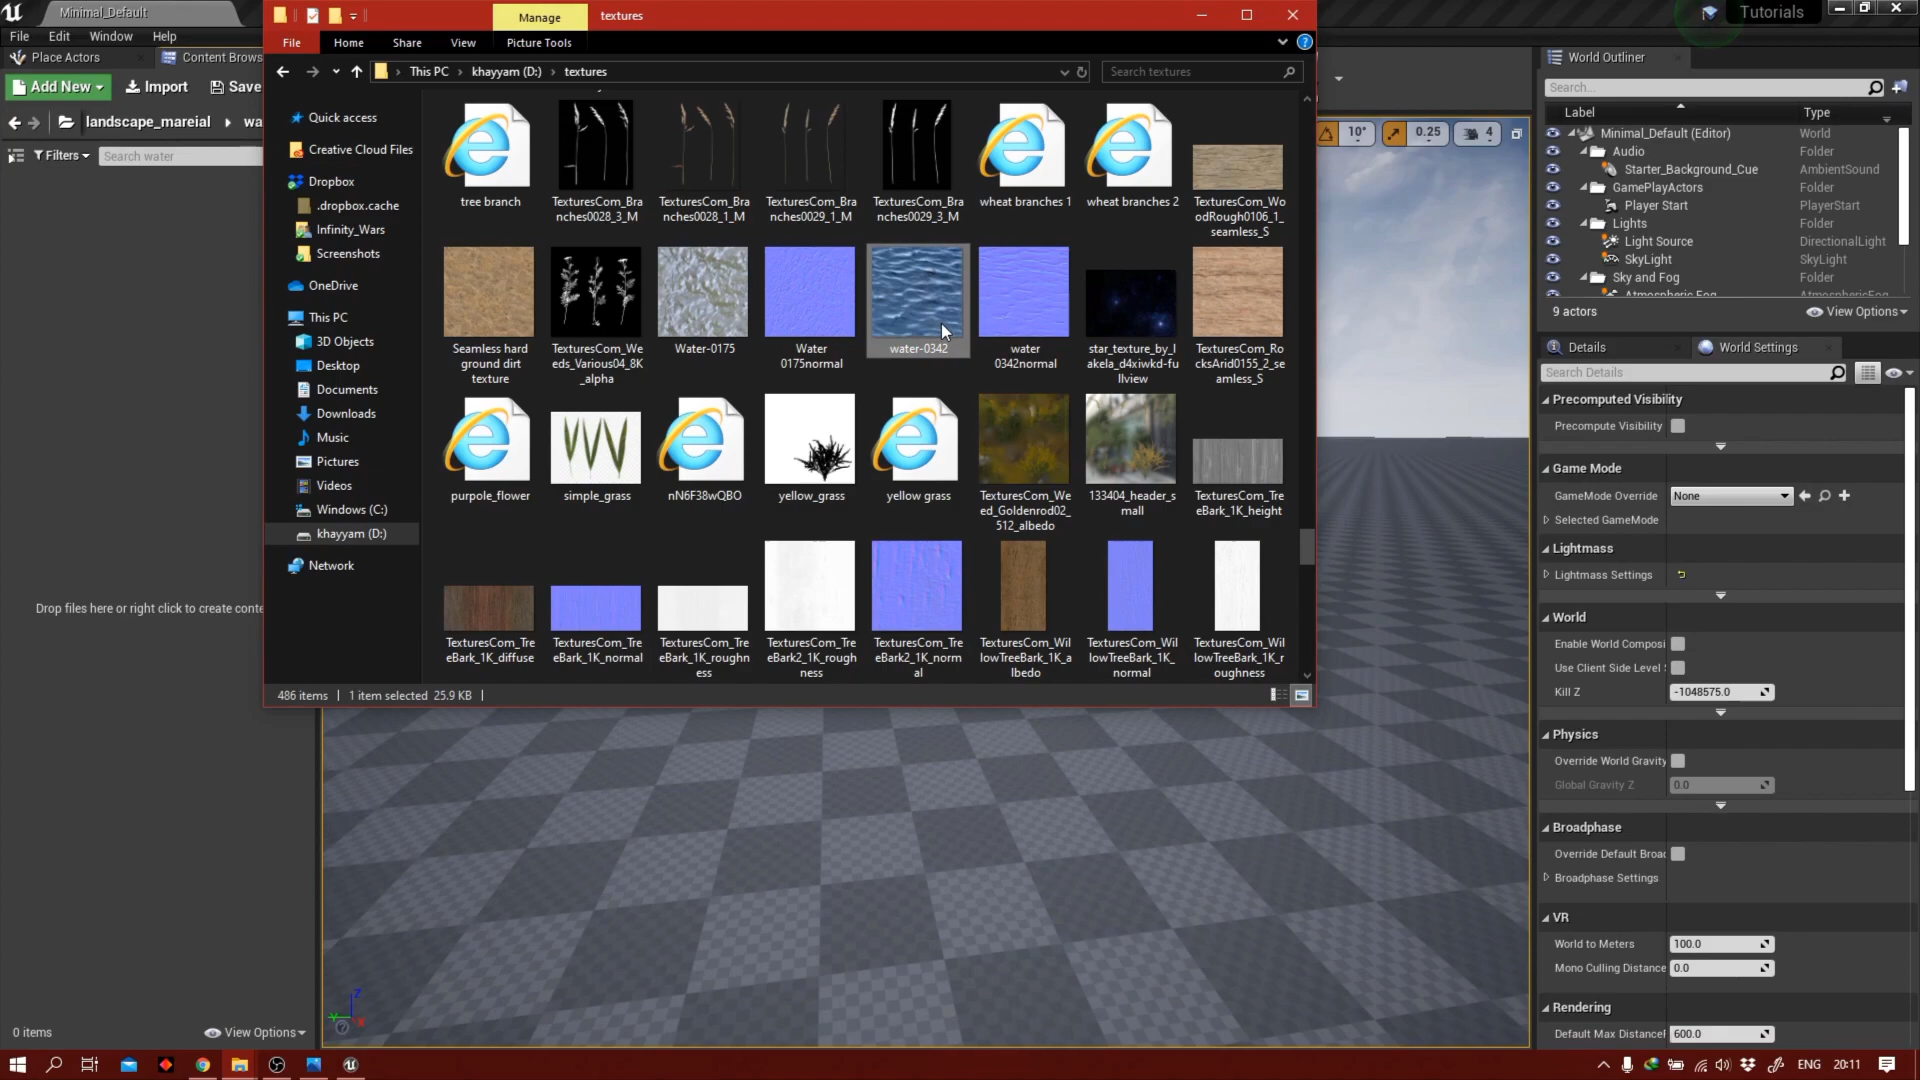 Minimal_Default
Manage
textures
Tutorials
File
Edit
Window
Help
File
Home
Share
View
Picture Tools
Place Actors
Content Brows
This PC
khayyam (D:)
textures
Search textures
World Outliner
Add New
Import
Save
Search...
Label
Type
landscape_mareial
wa
Filters
Search water
10°
0.25
4
Minimal_Default (Editor)
World
Audio
Folder
Starter_Background_Cue
AmbientSound
GamePlayActors
Folder
Player Start
PlayerStart
Lights
Folder
Light Source
DirectionalLight
SkyLight
SkyLight
Sky and Fog
Folder
9 actors
View Options
Quick access
Creative Cloud Files
Dropbox
.dropbox.cache
Infinity_Wars
Screenshots
OneDrive
This PC
3D Objects
Desktop
Documents
Downloads
Music
Pictures
Videos
Windows (C:)
khayyam (D:)
Network
tree branch
TexturesCom_Bra
nches0028_3_M
TexturesCom_Bra
nches0028_1_M
TexturesCom_Bra
nches0029_1_M
TexturesCom_Bra
nches0029_3_M
wheat branches 1
wheat branches 2
TexturesCom_Wo
odRough0106_1_
seamless_S
Seamless hard
ground dirt
texture
TexturesCom_We
eds_Various04_8K
_alpha
Water-0175
Water
0175normal
water-0342
water
0342normal
star_texture_by_l
akela_d4xiwkd-fu
llview
TexturesCom_Ro
cksArid0155_2_se
amless_S
purpole_flower
simple_grass
nN6F38wQBO
yellow_grass
yellow grass
TexturesCom_We
ed_Goldenrod02_
512_albedo
133404_header_s
mall
TexturesCom_Tre
eBark_1K_height
TexturesCom_Tre
eBark_1K_diffuse
TexturesCom_Tre
eBark_1K_normal
TexturesCom_Tre
eBark_1K_roughn
ess
TexturesCom_Tre
eBark2_1K_rough
ness
TexturesCom_Tre
eBark2_1K_norm
al
TexturesCom_Wil
lowTreeBark_1K_a
lbedo
TexturesCom_Wil
lowTreeBark_1K_
normal
TexturesCom_Wil
lowTreeBark_1K_r
oughness
486 items
1 item selected 25.9 KB
Drop files here or right click to create conte
0 items
View Options
Details
World Settings
Search Details
Precomputed Visibility
Precompute Visibility
Game Mode
GameMode Override
None
Selected GameMode
Lightmass
Lightmass Settings
World
Enable World Composi
Use Client Side Level
Kill Z
-1048575.0
Physics
Override World Gravity
Global Gravity Z
0.0
Broadphase
Override Default Broad
Broadphase Settings
VR
World to Meters
100.0
Mono Culling Distance
0.0
Rendering
Default Max DistanceF
600.0
Z
X
ENG
20:11